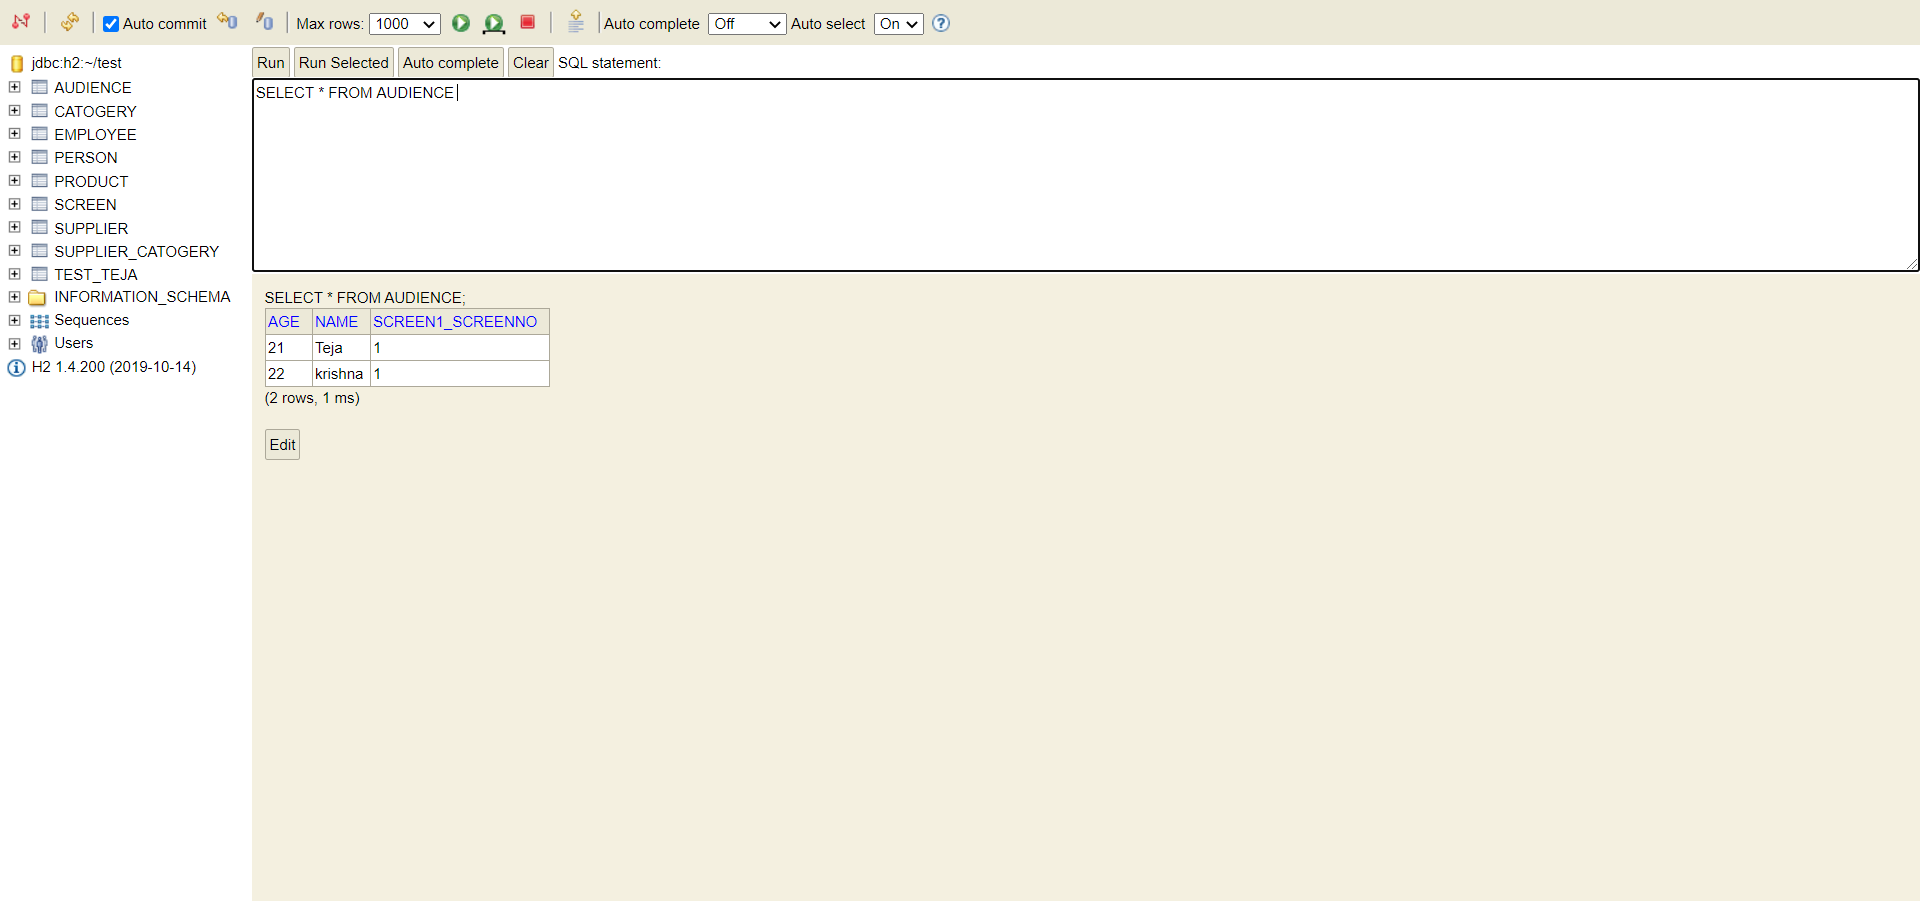 Auto commit Max rows: 1000 Auto complete Off Auto select On ?
jdbc:h2:~/test
AUDIENCE
CATOGERY
EMPLOYEE
PERSON
PRODUCT
SCREEN
SUPPLIER
SUPPLIER_CATOGERY
TEST_TEJA
INFORMATION_SCHEMA
Sequences
Users
H2 1.4.200 (2019-10-14)
Run Run Selected Auto complete Clear SQL statement:
SELECT * FROM AUDIENCE
SELECT * FROM AUDIENCE;
AGE NAME SCREEN1_SCREENNO
21 Teja 1
22 krishna 1
(2 rows, 1 ms)
Edit